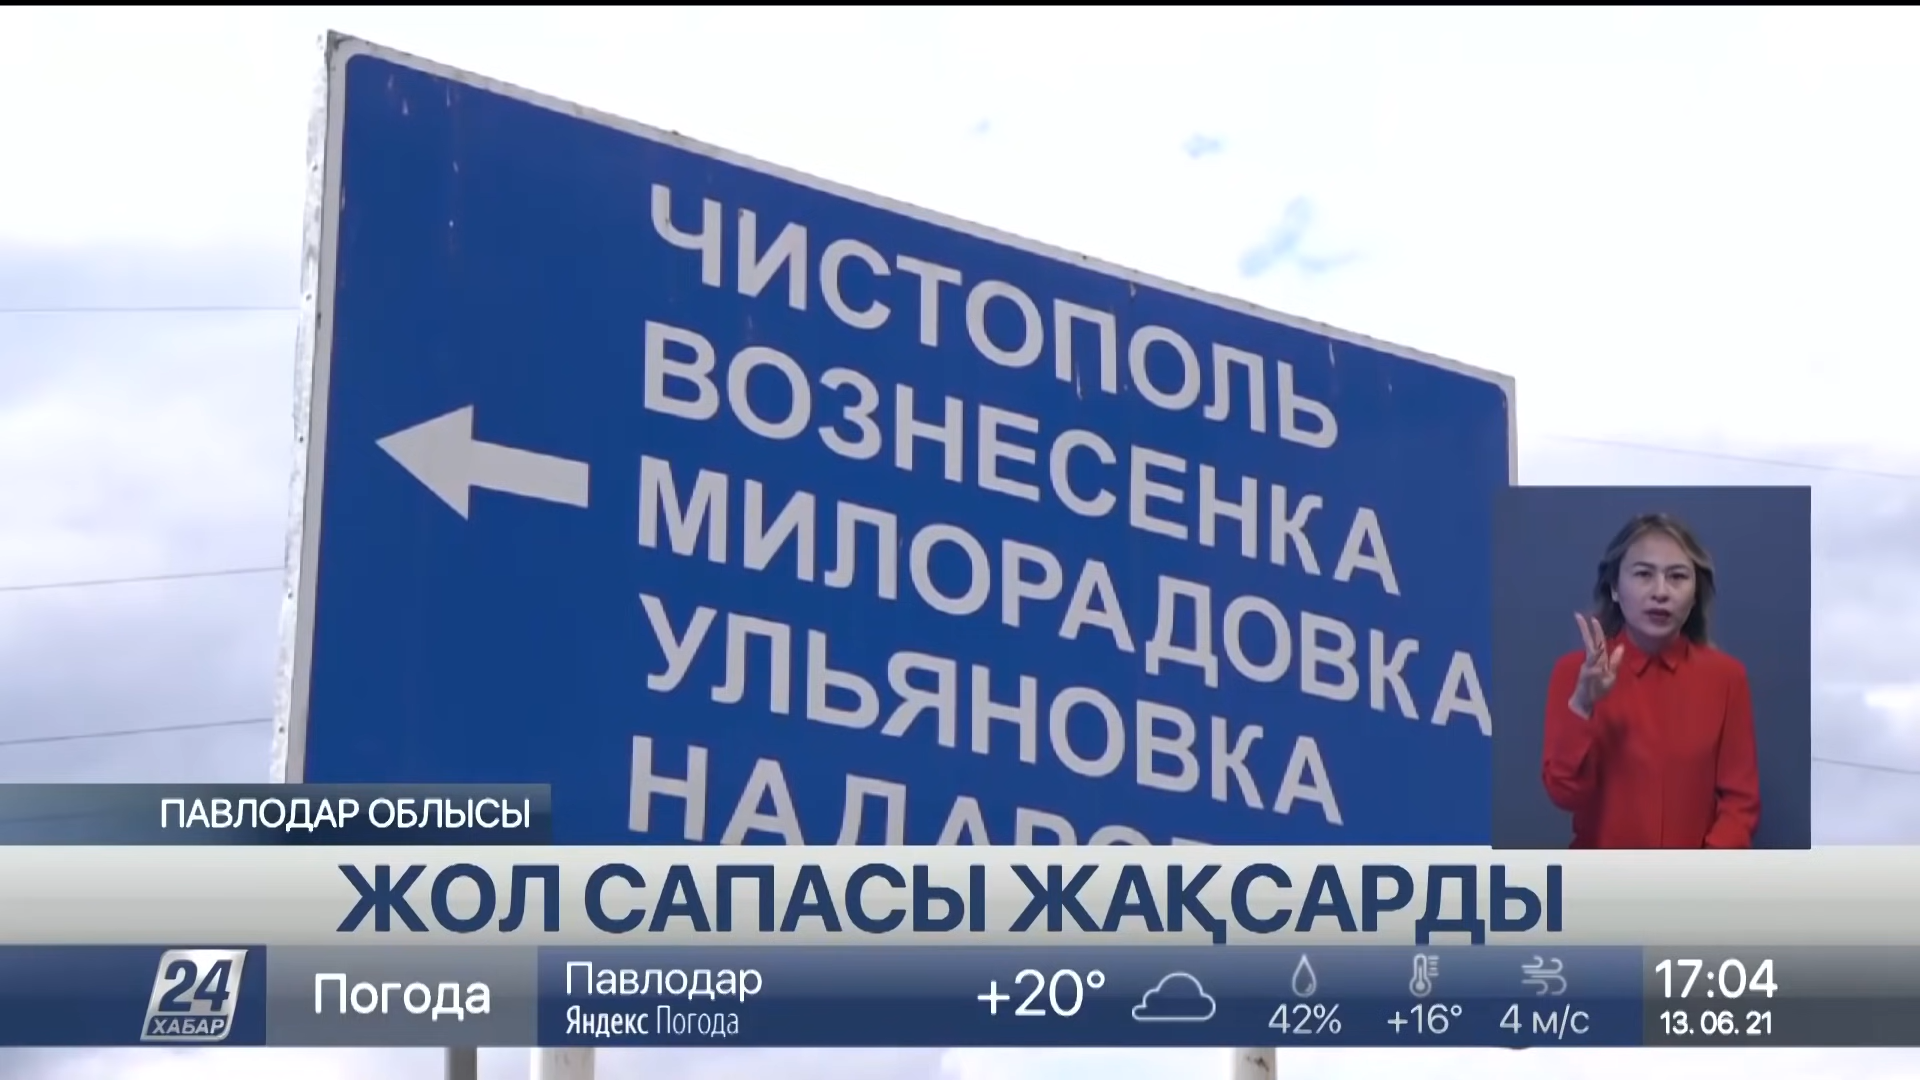 ЧИСТОПОЛЬ
ВОЗНЕСЕНКА
МИЛОРАДОВКА
УЛЬЯНОВКА
ПАВЛОДАР ОБЛЫСЫ
ЖОЛ САПАСЫ ЖАҚСАРДЫ
24
ХАБАР
Погода
Павлодар
Яндекс Погода
+20°
42%
+16°
4 м/с
17:04
13.06.21